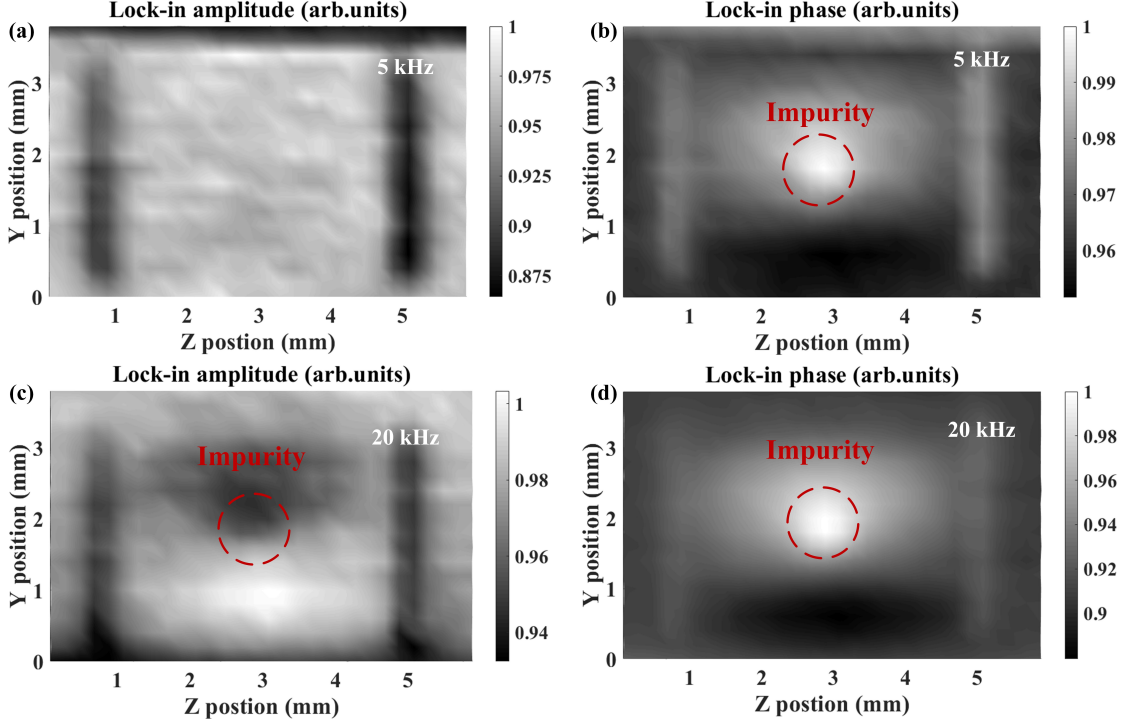 Lock-in amplitude (arb.units)
(a)
5 kHz
Y position (mm)
3
2
1
0
1 2 3 4 5
Z postion (mm)
1
0.975
0.95
0.925
0.9
0.875
Lock-in phase (arb.units)
(b)
5 kHz
Impurity
Y position (mm)
3
2
1
0
1 2 3 4 5
Z postion (mm)
1
0.99
0.98
0.97
0.96
Lock-in amplitude (arb.units)
(c)
20 kHz
Impurity
Y position (mm)
3
2
1
0
1 2 3 4 5
Z postion (mm)
1
0.98
0.96
0.94
Lock-in phase (arb.units)
(d)
20 kHz
Impurity
Y position (mm)
3
2
1
0
1 2 3 4 5
Z postion (mm)
1
0.98
0.96
0.94
0.92
0.9